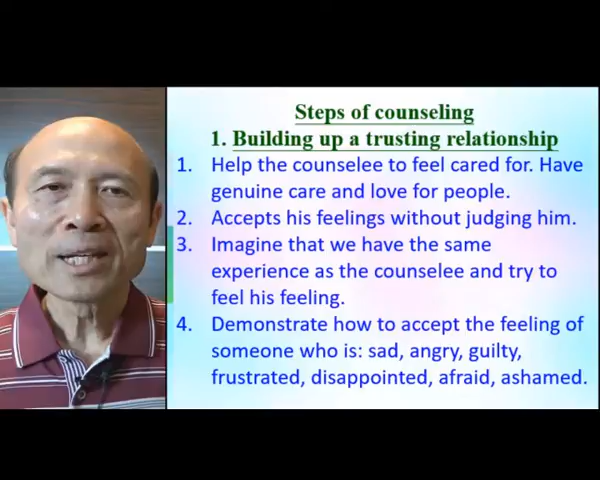 Steps of counseling
1. Building up a trusting relationship
1. Help the counselee to feel cared for. Have
genuine care and love for people.
2. Accepts his feelings without judging him.
3. Imagine that we have the same
experience as the counselee and try to
feel his feeling.
4. Demonstrate how to accept the feeling of
someone who is: sad, angry, guilty,
frustrated, disappointed, afraid, ashamed.